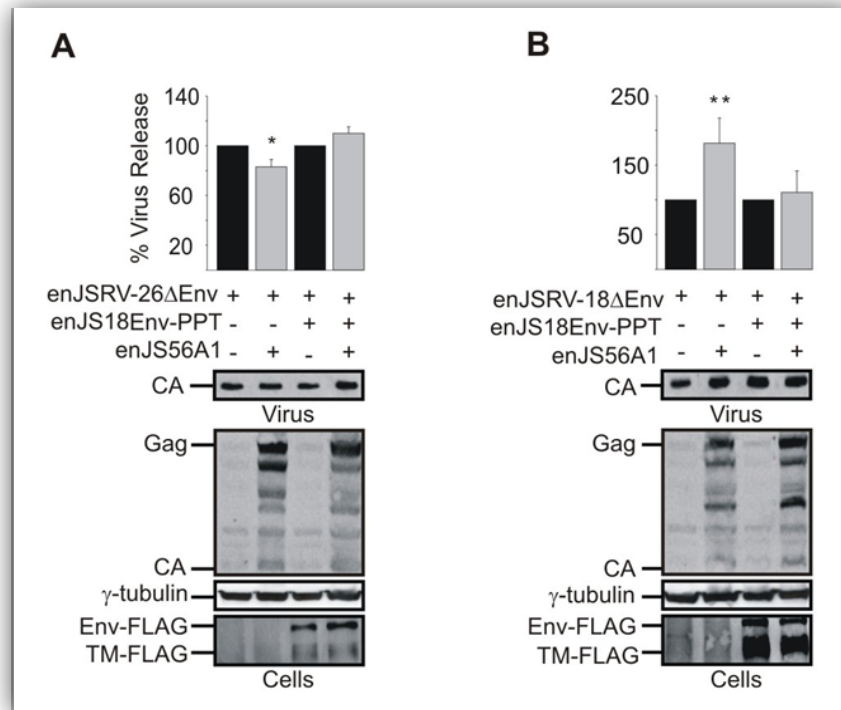 A
% Virus Release
140
100
60
20
*
enJSRV-26ΔEnv + + + +
enJS18Env-PPT - - + +
enJS56A1 - + - +
CA
Virus
Gag
CA
γ-tubulin
Env-FLAG
TM-FLAG
Cells
B
250
150
50
**
enJSRV-18ΔEnv + + + +
enJS18Env-PPT - - + +
enJS56A1 - + - +
CA
Virus
Gag
CA
γ-tubulin
Env-FLAG
TM-FLAG
Cells